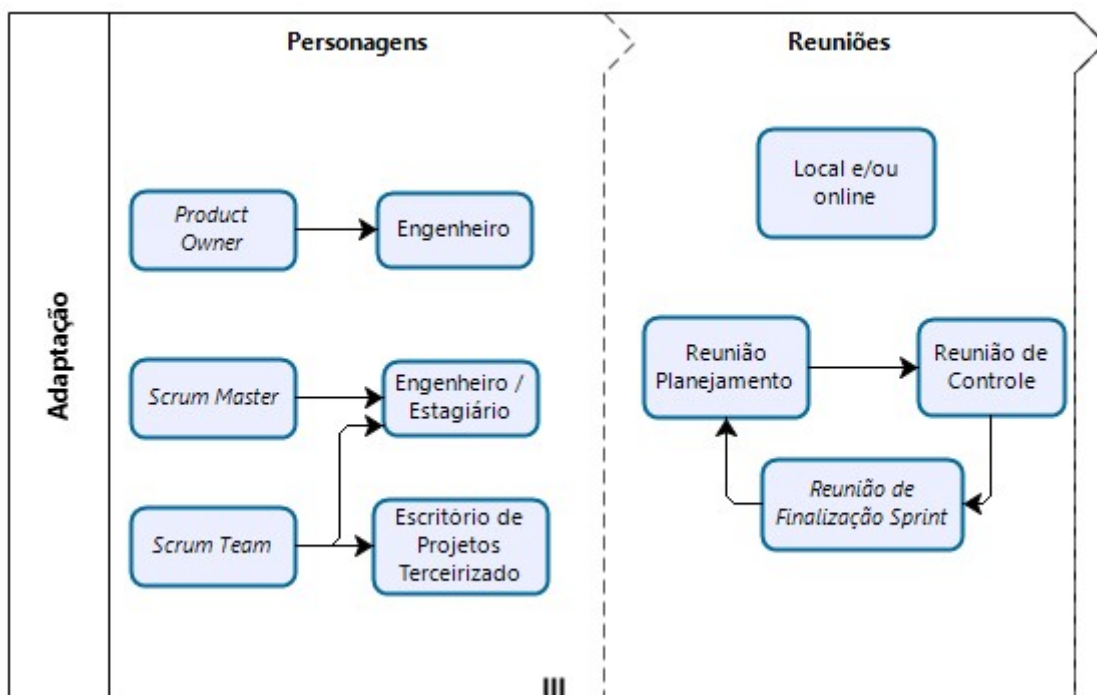 Personagens
Reuniões
Adaptação
Product
Owner
Engenheiro
Scrum Master
Engenheiro /
Estagiário
Scrum Team
Escritório de
Projetos
Terceirizado
Local e/ou
online
Reunião
Planejamento
Reunião de
Controle
Reunião de
Finalização Sprint